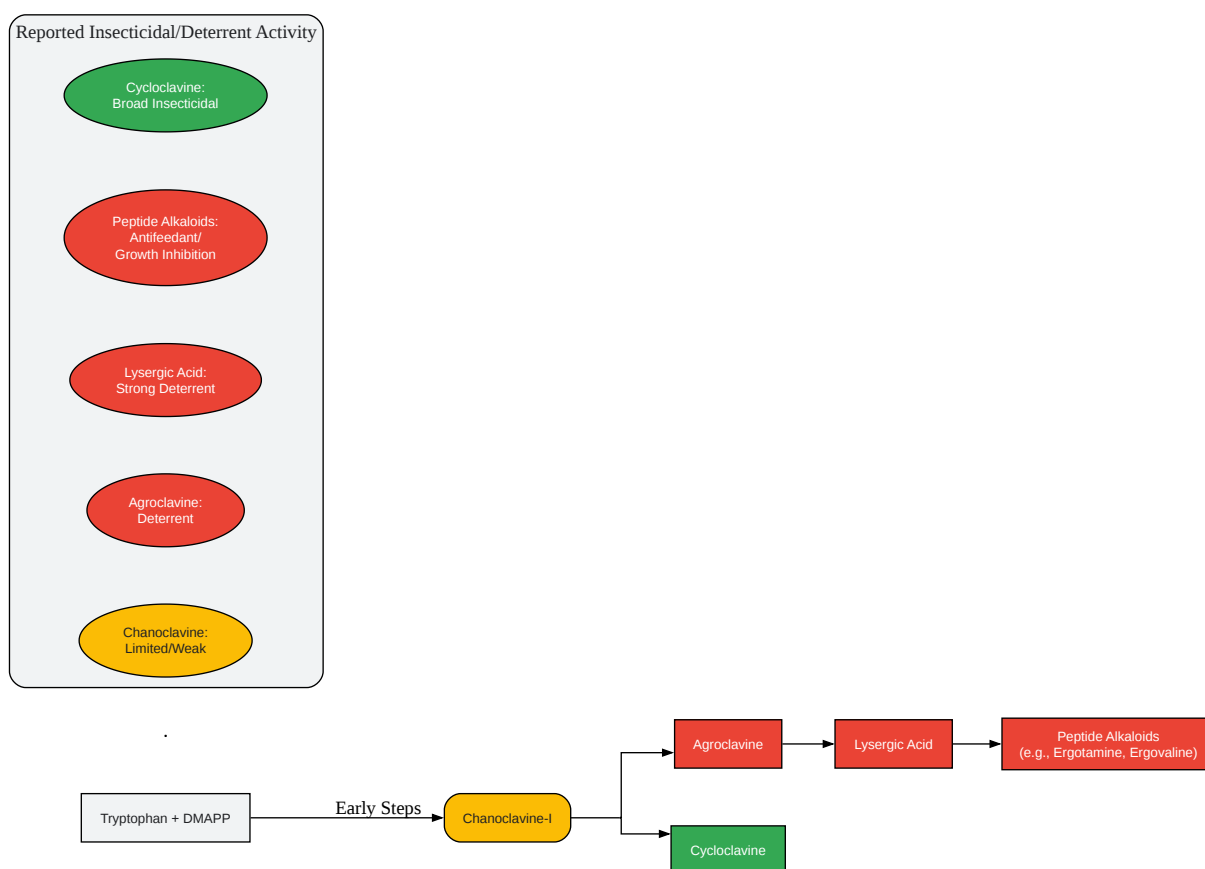 Reported Insecticidal/Deterrent Activity
Cycloclavine:
Broad Insecticidal
Peptide Alkaloids:
Antifeedant/
Growth Inhibition
Lysergic Acid:
Strong Deterrent
Agroclavine:
Deterrent
Chanoclavine:
Limited/Weak
.
Tryptophan + DMAPP
Early Steps
Chanoclavine-I
Agroclavine
Lysergic Acid
Peptide Alkaloids
(e.g., Ergotamine, Ergovaline)
Cycloclavine